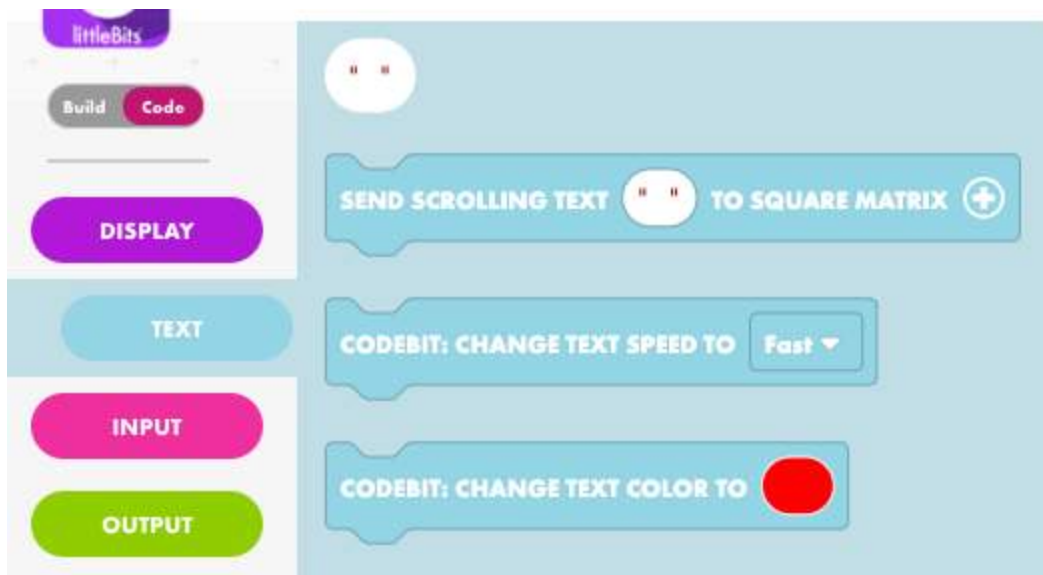 littleBits
Build Code
DISPLAY
TEXT
INPUT
OUTPUT
" "
SEND SCROLLING TEXT " " TO SQUARE MATRIX +
CODEBIT: CHANGE TEXT SPEED TO Fast
CODEBIT: CHANGE TEXT COLOR TO